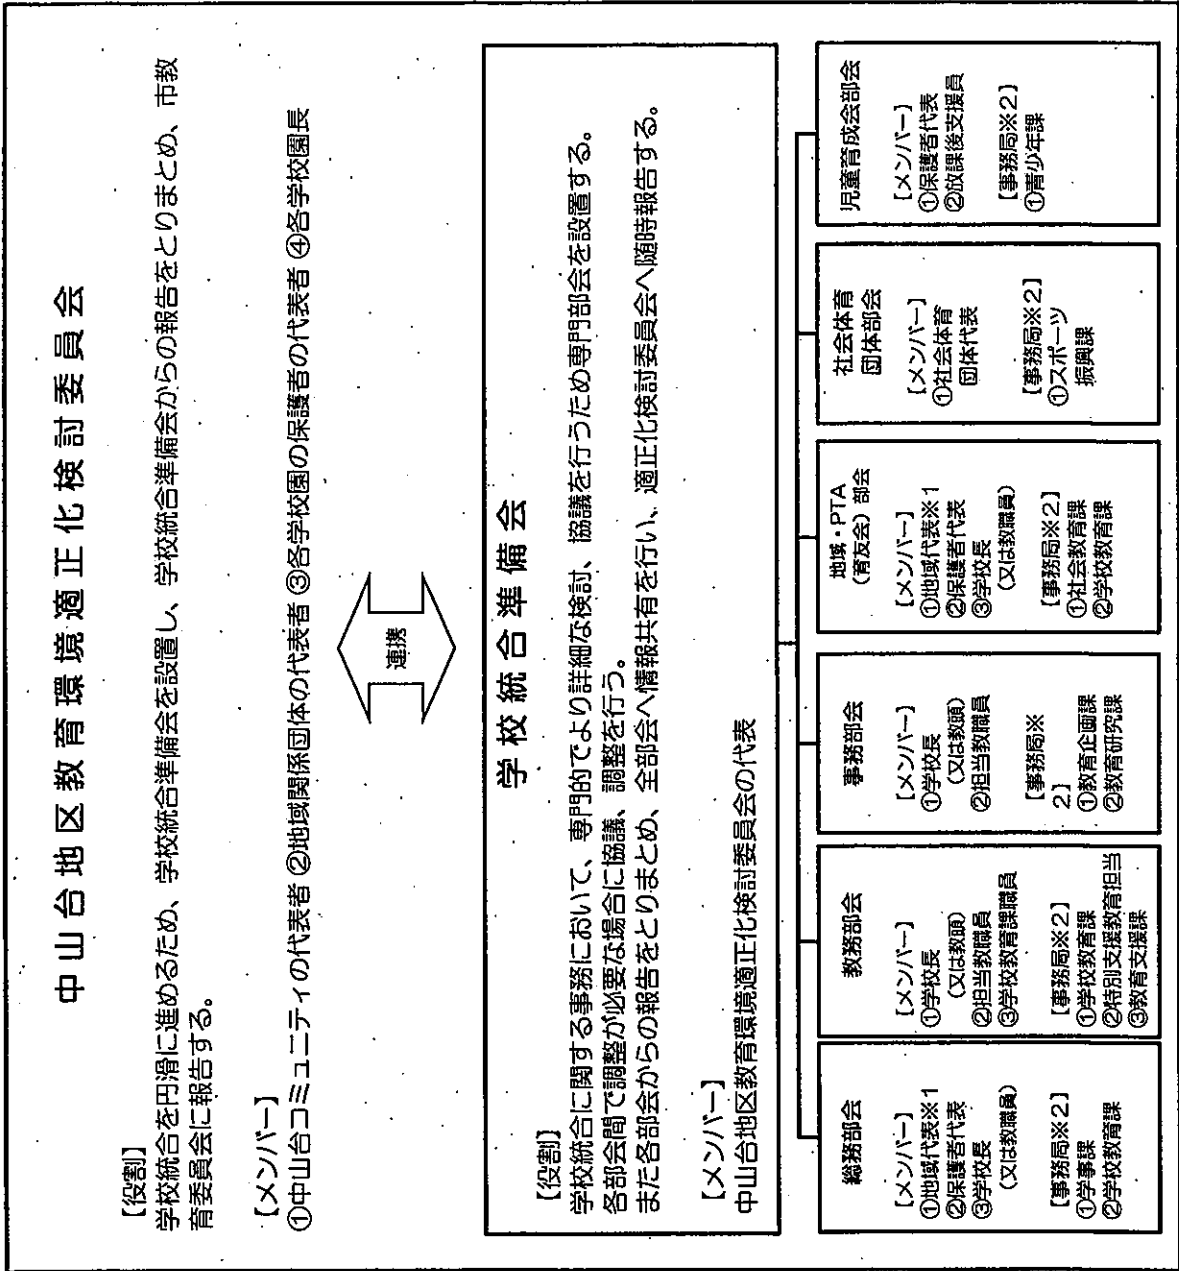 中山台地区教育環境適正化検討委員会
【役割】
学校統合を円滑に進めるため、学校統合準備会を設置し、学校統合準備会からの報告をとりまとめ、市教
育委員会に報告する。
【メンバー】
①中山台コミュニティの代表者 ②地域関係団体の代表者 ③各学校園の保護者の代表者 ④各学校園長
連携
学校統合準備会
【役割】
学校統合に関する事務において、専門的でより詳細な検討、協議を行うため専門部会を設置する。
各部会間で調整が必要な場合に協議、調整を行う。
また各部会からの報告をとりまとめ、全部会へ情報共有を行い、適正化検討委員会へ随時報告する。
【メンバー】
中山台地区教育環境適正化検討委員会の代表
総務部会
【メンバー】
①地域代表※1
②保護者代表
③学校長
(又は教職員)
【事務局※2】
①学事課
②学校教育課
教務部会
【メンバー】
①学校長
(又は教頭)
②担当教職員
③学校教育課職員
【事務局※2】
①学校教育課
②特別支援教育担当
③教育支援課
事務部会
【メンバー】
①学校長
(又は教頭)
②担当教職員
【事務局※
2】
①教育企画課
②教育研究課
地域・PTA
(育友会)部会
【メンバー】
①地域代表※1
②保護者代表
③学校長
(又は教職員)
【事務局※2】
①社会教育課
②学校教育課
社会体育
団体部会
【メンバー】
①社会体育
団体代表
【事務局※2】
①スポーツ
振興課
児童育成会部会
【メンバー】
①保護者代表
②放課後支援員
【事務局※2】
①青少年課